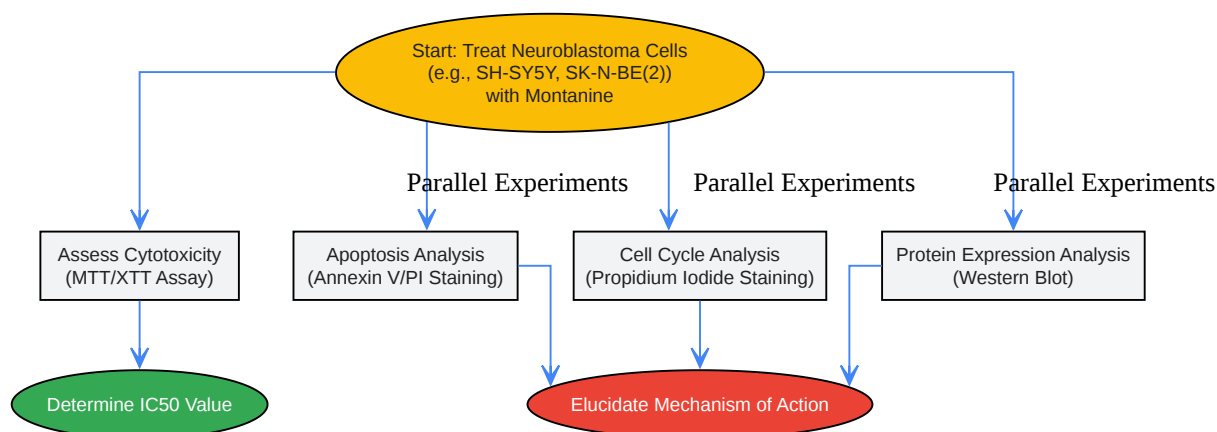 Start: Treat Neuroblastoma Cells
(e.g., SH-SY5Y, SK-N-BE(2))
with Montanine
Parallel Experiments
Parallel Experiments
Parallel Experiments
Assess Cytotoxicity
(MTT/XTT Assay)
Apoptosis Analysis
(Annexin V/PI Staining)
Cell Cycle Analysis
(Propidium Iodide Staining)
Protein Expression Analysis
(Western Blot)
Determine IC50 Value
Elucidate Mechanism of Action